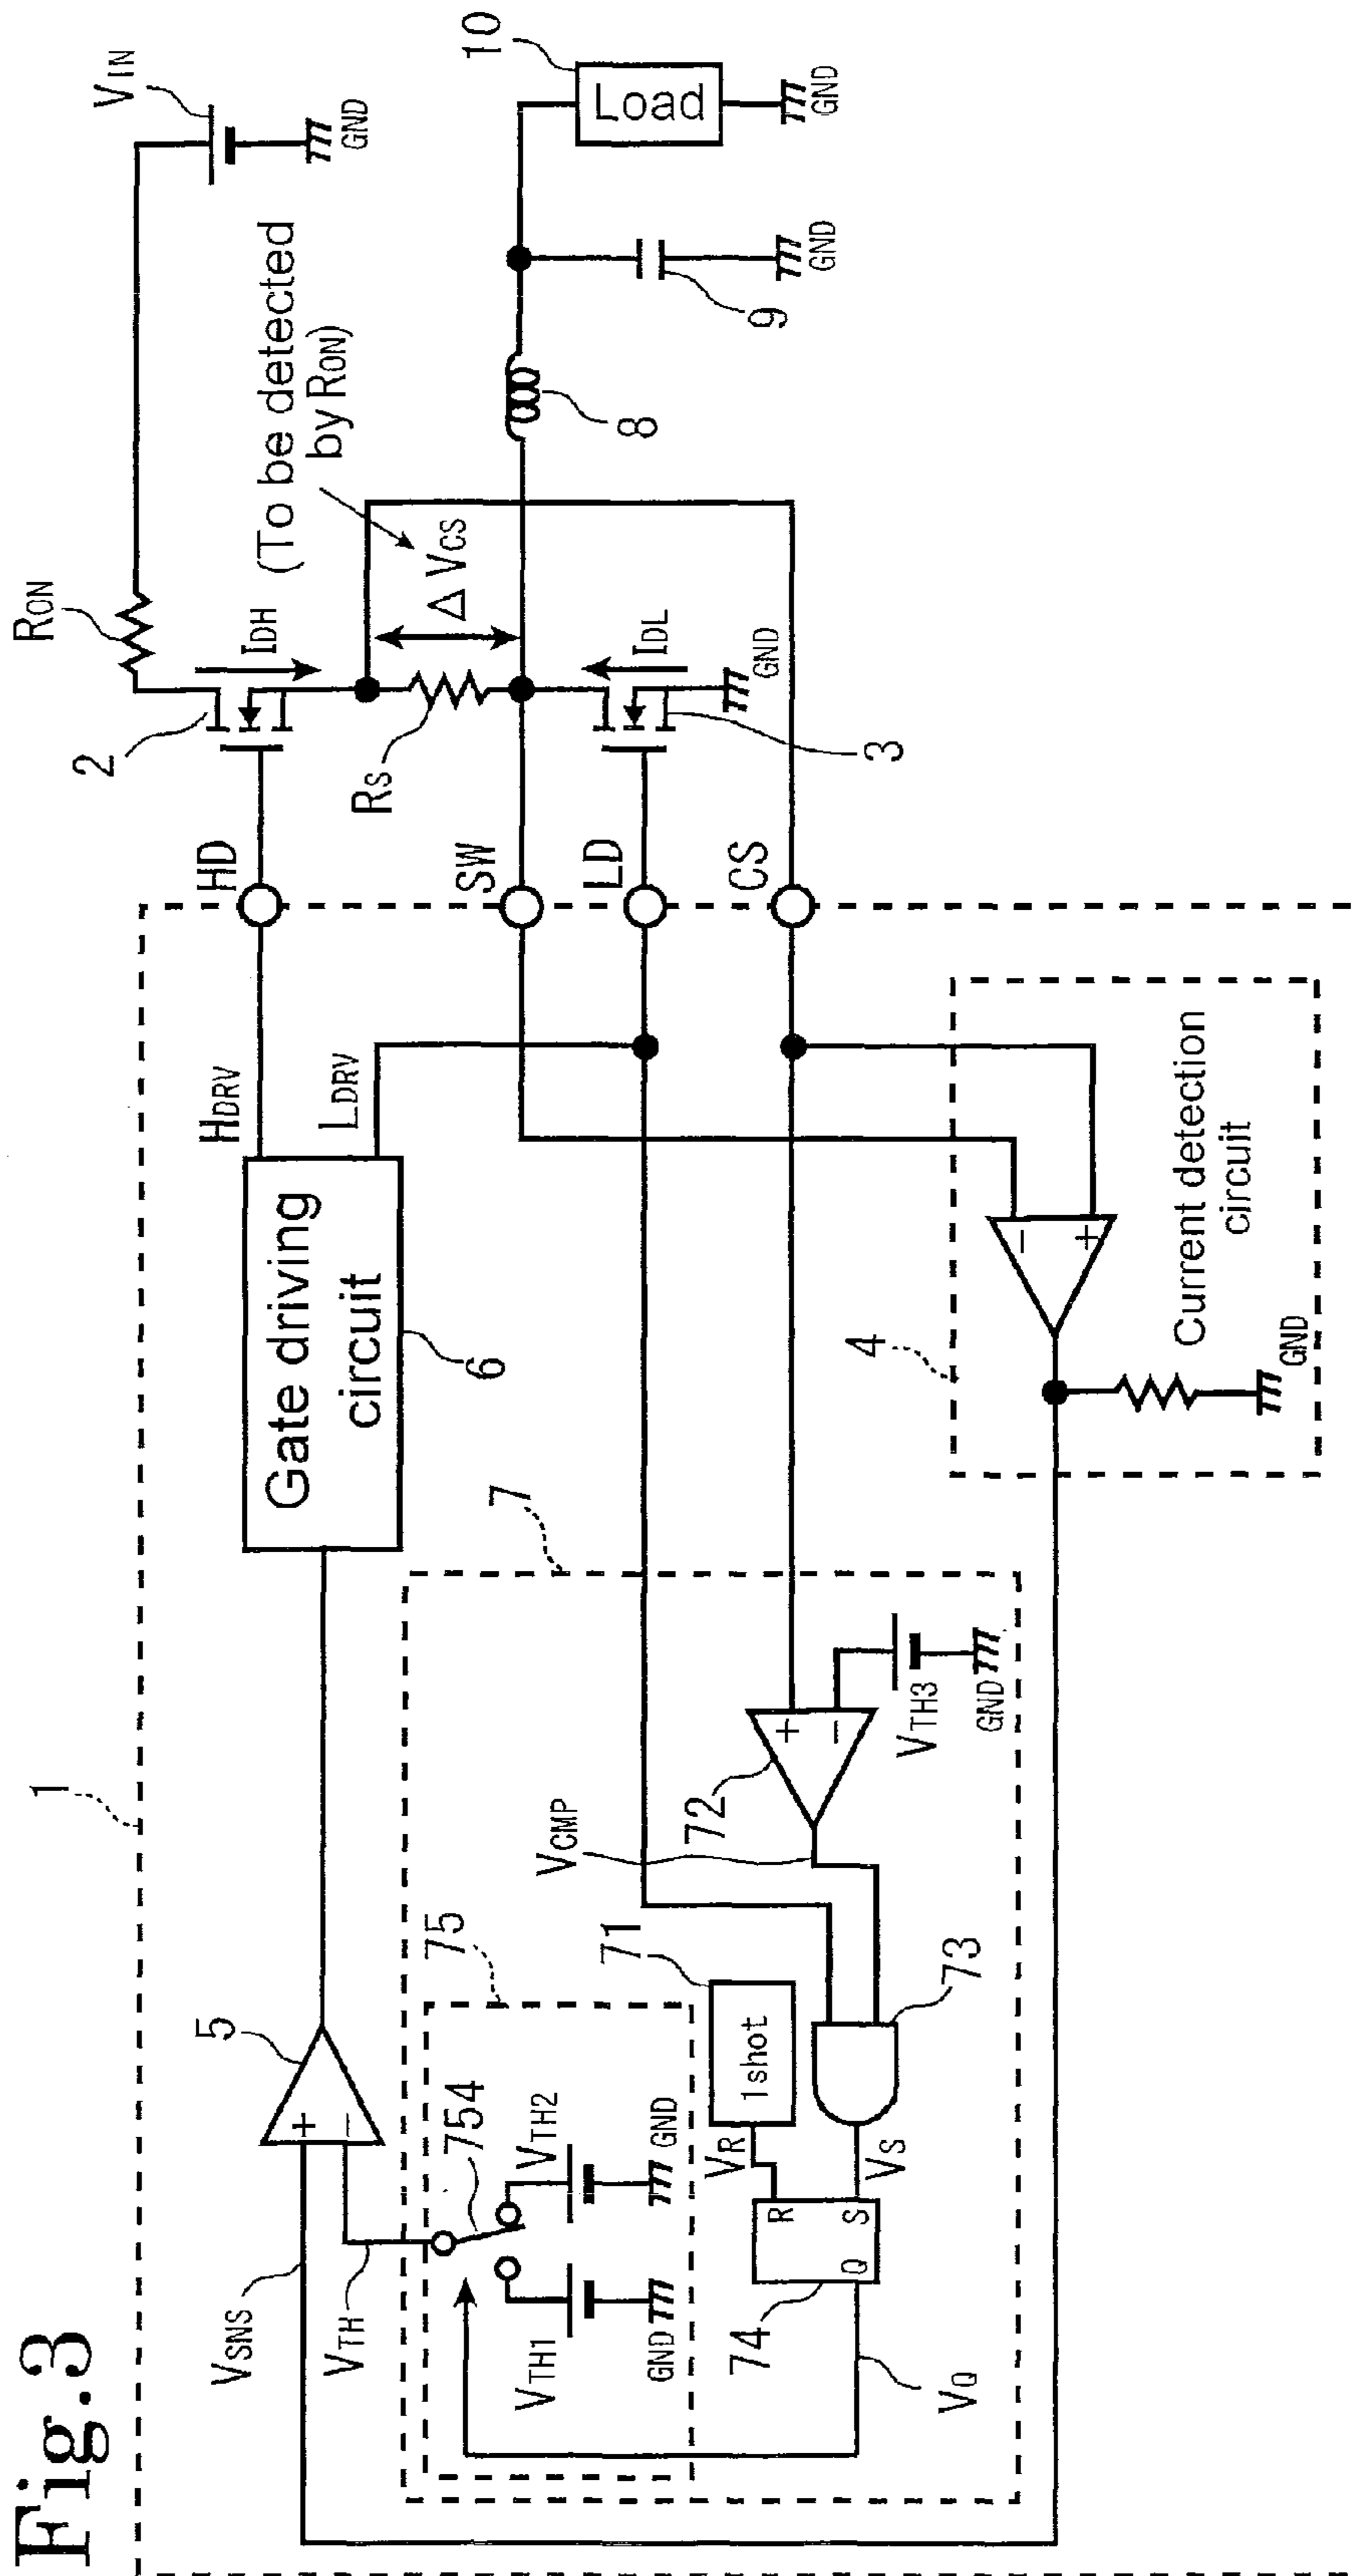 Fig.3
1
VSNS
VTH
5
Gate driving
circuit
6
HDRV
LDRV
HD
SW
LD
CS
2
RON
VIN
GND
IDH
(To be detected
by RON)
Δ VCS
RS
IDL
GND
3
8
9
GND
10
Load
GND
7
75
754
VTH1
GND
VTH2
GND
71
1shot
VR
VS
R
S
Q
74
VQ
73
VCMP
72
+
−
VTH3
GND
+
−
4
−
+
Current detection
circuit
GND